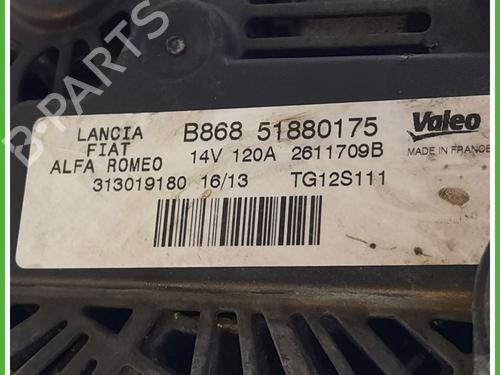 B-PARTS
LANCIA
FIAT
ALFA ROMEO
B868 51880175
14V 120A 2611709B
313019180 16/13 TG12S111
Valeo
MADE IN FRANCE